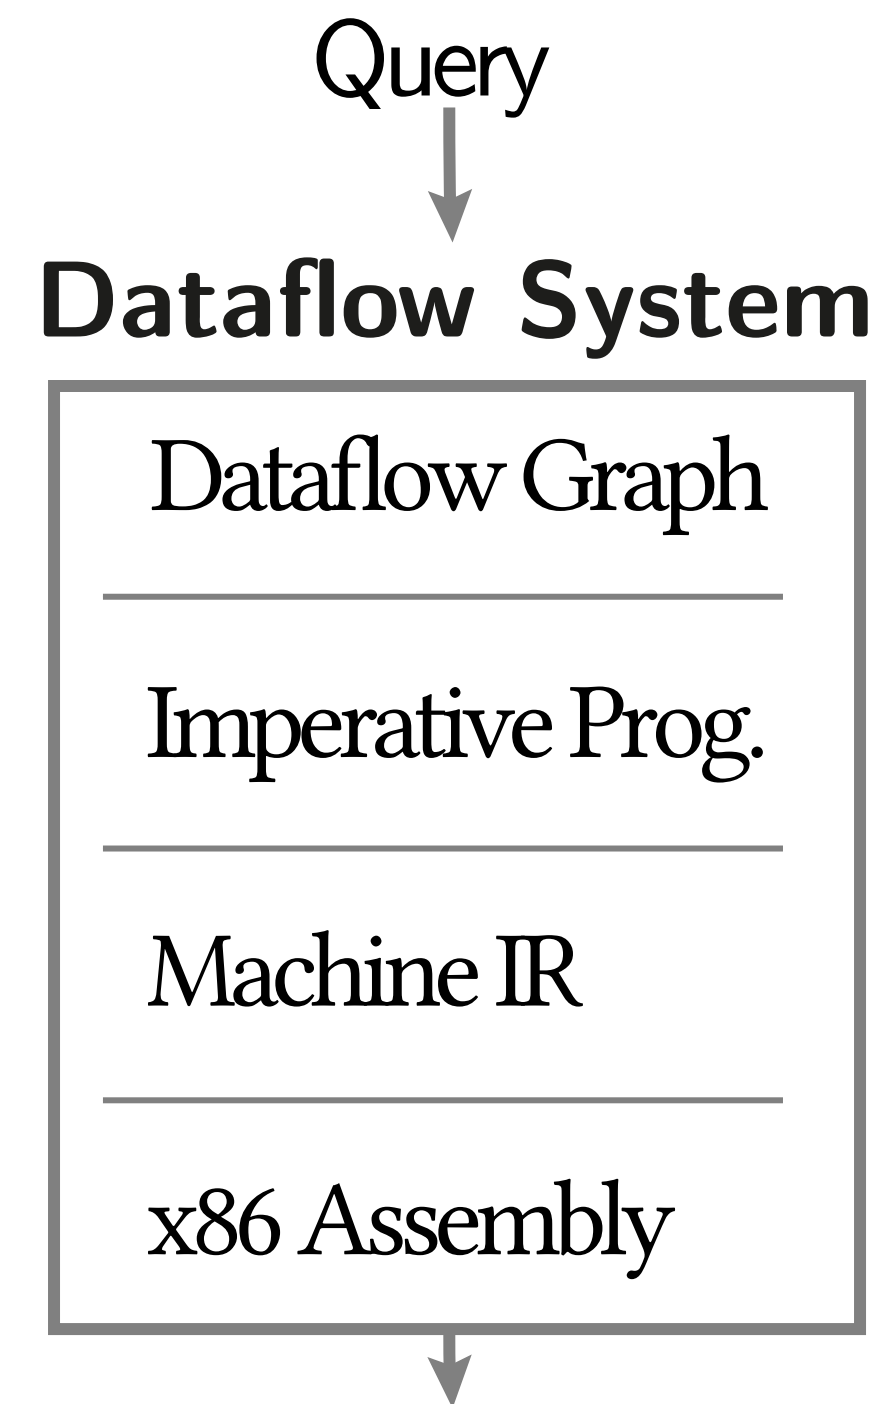 Query
Dataflow System
Dataflow Graph
Imperative Prog.
Machine IR
x86 Assembly